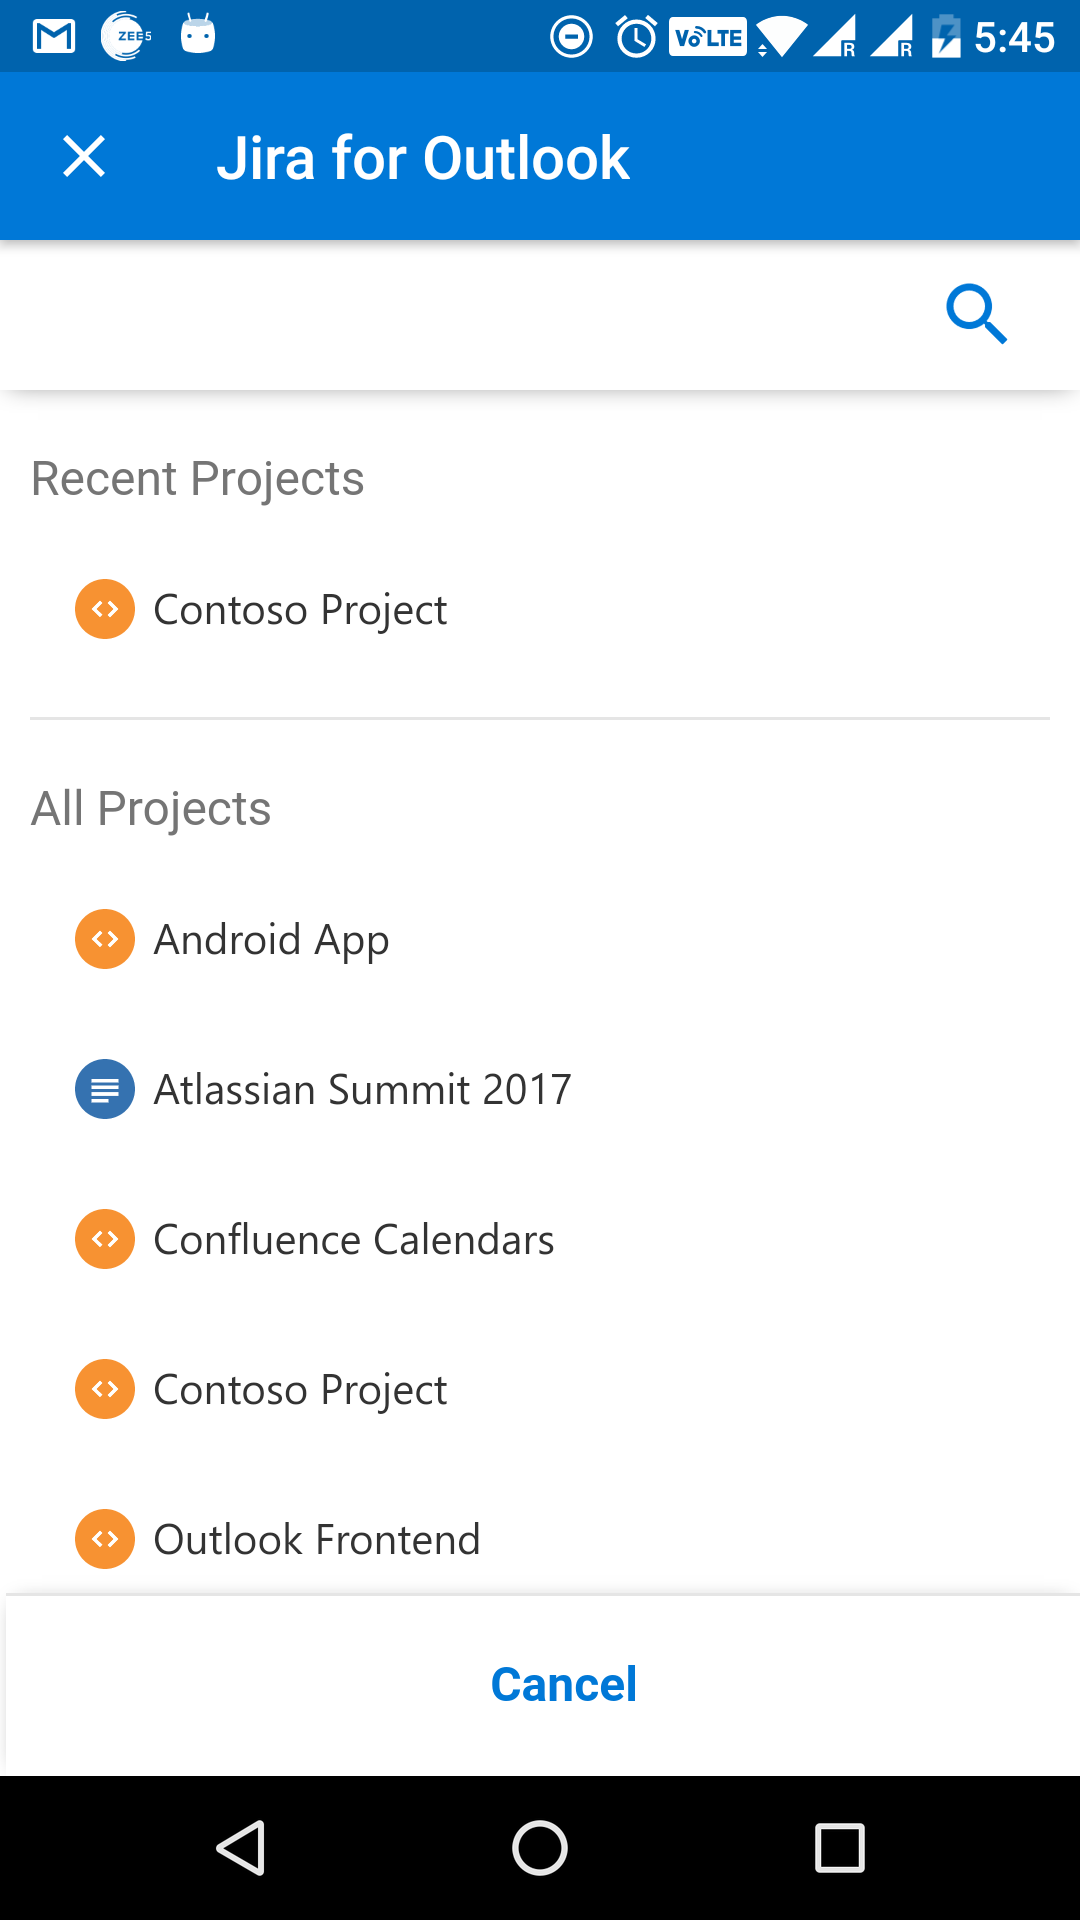 ZEE5 VoLTE R R 5:45
Jira for Outlook
Recent Projects
Contoso Project
All Projects
Android App
Atlassian Summit 2017
Confluence Calendars
Contoso Project
Outlook Frontend
Cancel